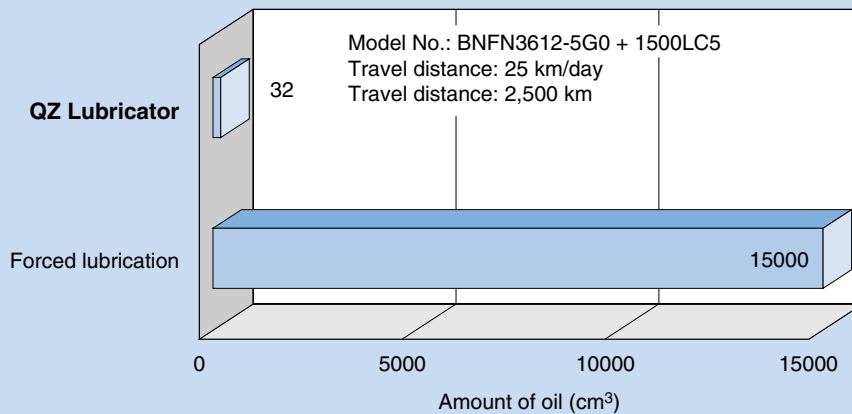 Model No.: BNFN3612-5G0 + 1500LC5
Travel distance: 25 km/day
Travel distance: 2,500 km
QZ Lubricator
32
Forced lubrication
15000
0
5000
10000
15000
Amount of oil (cm³)